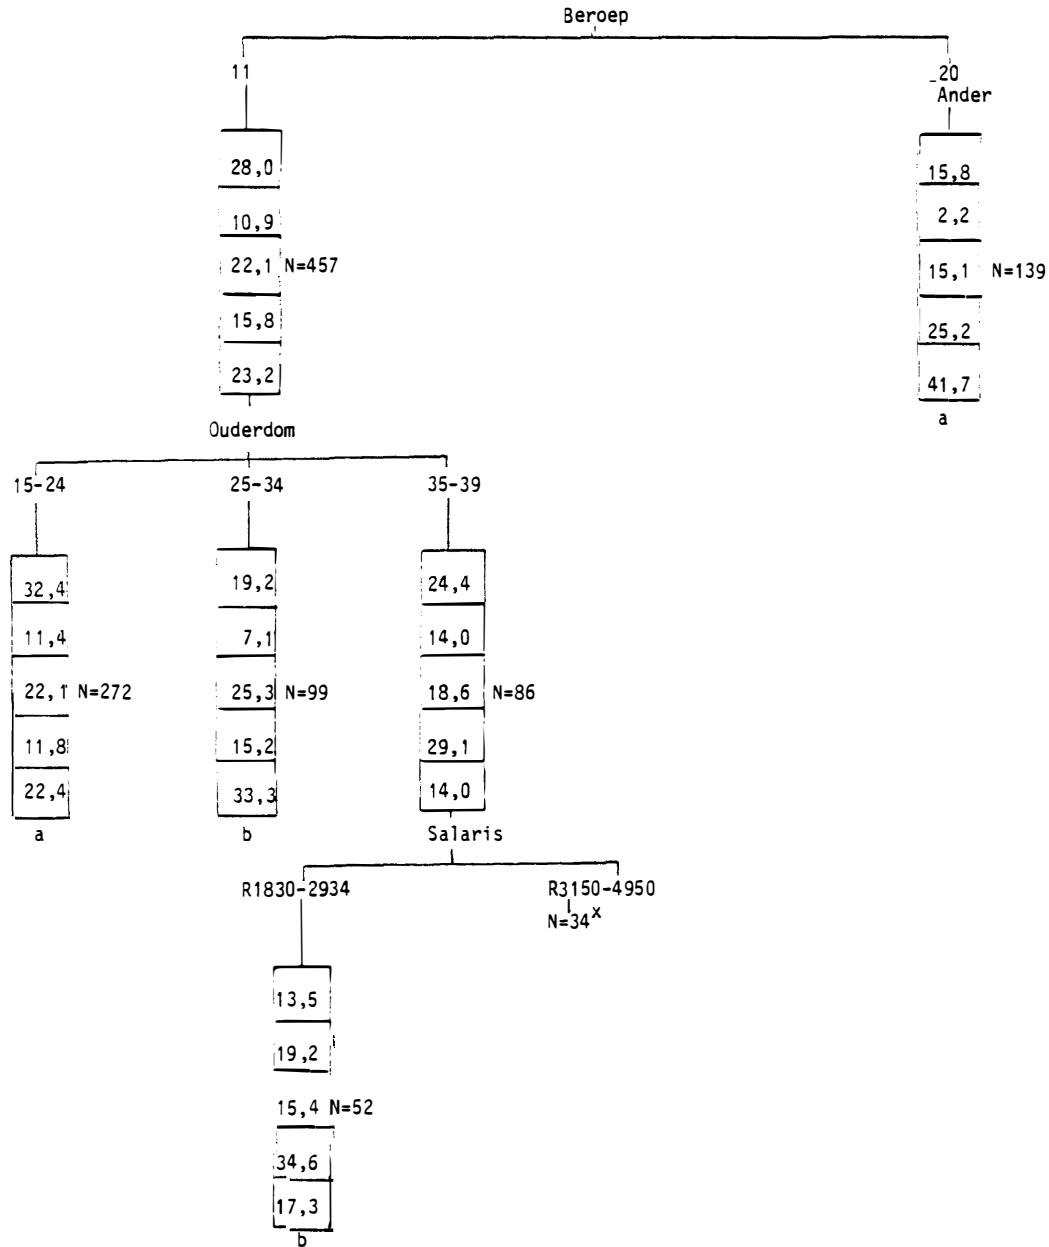 Beroep
11
20
Ander
28,0
10,9
22,1 N=457
15,8
23,2
15,8
2,2
15,1 N=139
25,2
41,7
a
Ouderdom
15-24
25-34
35-39
32,4
11,4
22,1 N=272
11,8
22,4
a
19,2
7,1
25,3 N=99
15,2
33,3
b
24,4
14,0
18,6 N=86
29,1
14,0
Salaris
R1830-2934
R3150-4950
N=34x
13,5
19,2
15,4 N=52
34,6
17,3
b